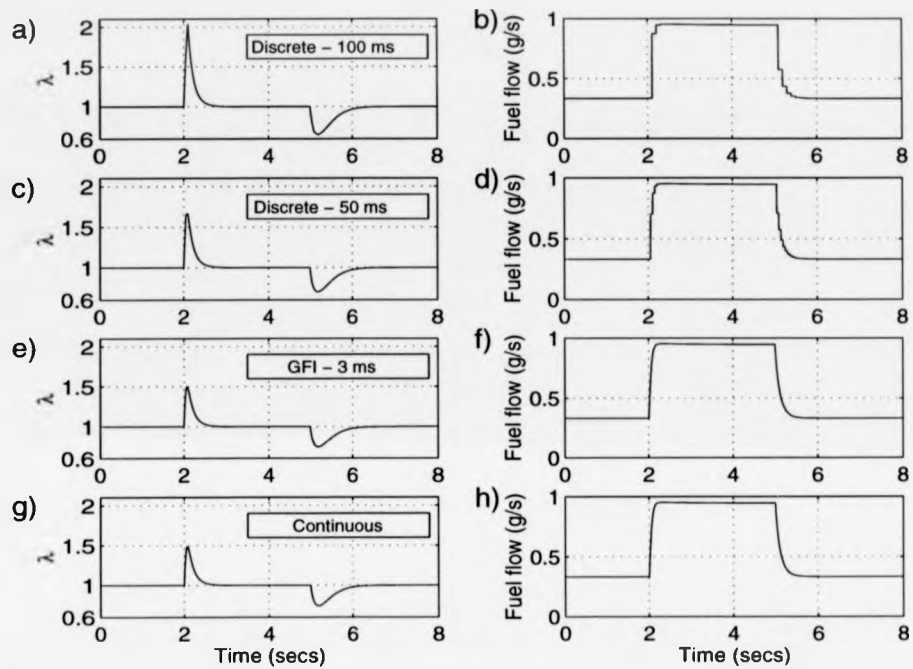 a)
2
1.5
1
0.6
λ
Discrete – 100 ms
0 2 4 6 8
b)
Fuel flow (g/s)
1
0.5
0
0 2 4 6 8
c)
2
1.5
1
0.6
λ
Discrete – 50 ms
0 2 4 6 8
d)
Fuel flow (g/s)
1
0.5
0
0 2 4 6 8
e)
2
1.5
1
0.6
λ
GFI – 3 ms
0 2 4 6 8
f)
Fuel flow (g/s)
1
0.5
0
0 2 4 6 8
g)
2
1.5
1
0.6
λ
Continuous
0 2 4 6 8
Time (secs)
h)
Fuel flow (g/s)
1
0.5
0
0 2 4 6 8
Time (secs)